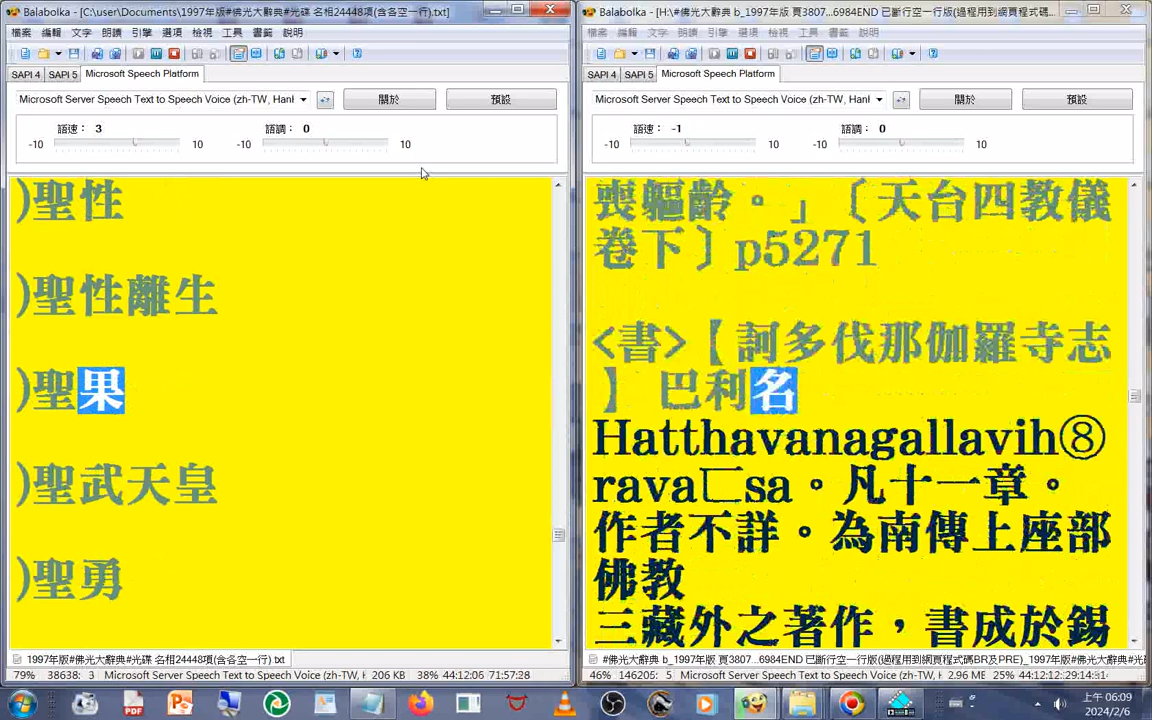 Balabolka - [C:\user\Documents\1997年版#佛光大辭典#光碟 名相24448項(含各空一行).txt]
檔案 編輯 文字 朗讀 引擎 選項 檢視 工具 書籤 說明
SAPI 4 SAPI 5 Microsoft Speech Platform
Microsoft Server Speech Text to Speech Voice (zh-TW, Hanl
關於 預設
語速： 3 語調： 0
-10 10 -10 10
)聖性
)聖性離生
)聖果
)聖武天皇
)聖勇
1997年版#佛光大辭典#光碟 名相24448項(含各空一行).txt
79% 38638: 3 Microsoft Speech Text to Speech Voice (zh-TW, 206 KB 38% 44:12:06 71:57:28
Balabolka - [H:\#佛光大辭典 b_1997年版 頁3807...6984END 已斷行空一行版(過程用到網頁程式碼
檔案 編輯 文字 朗讀 引擎 選項 檢視 工具 書籤 說明
SAPI 4 SAPI 5 Microsoft Speech Platform
Microsoft Server Speech Text to Speech Voice (zh-TW, Hanl
關於 預設
語速： -1 語調： 0
-10 10 -10 10
喪軀齡。」〔天台四教儀
卷下〕p5271
<書>【訶多伐那伽羅寺志
】 巴利名
Hatthavanagallavih⑧
rava匚sa。凡十一章。
作者不詳。為南傳上座部
佛教
三藏外之著作，書成於錫
#佛光大辭典 b_1997年版 頁3807...6984END 已斷行空一行版(過程用到網頁程式碼BR及PRE)_1997年版#光
46% 146205: 5 Microsoft Server Speech Text to Speech Voice (zh-TW, 2.96 MB 25% 44:12:12:29:14:31
上午 06:09
2024/2/6